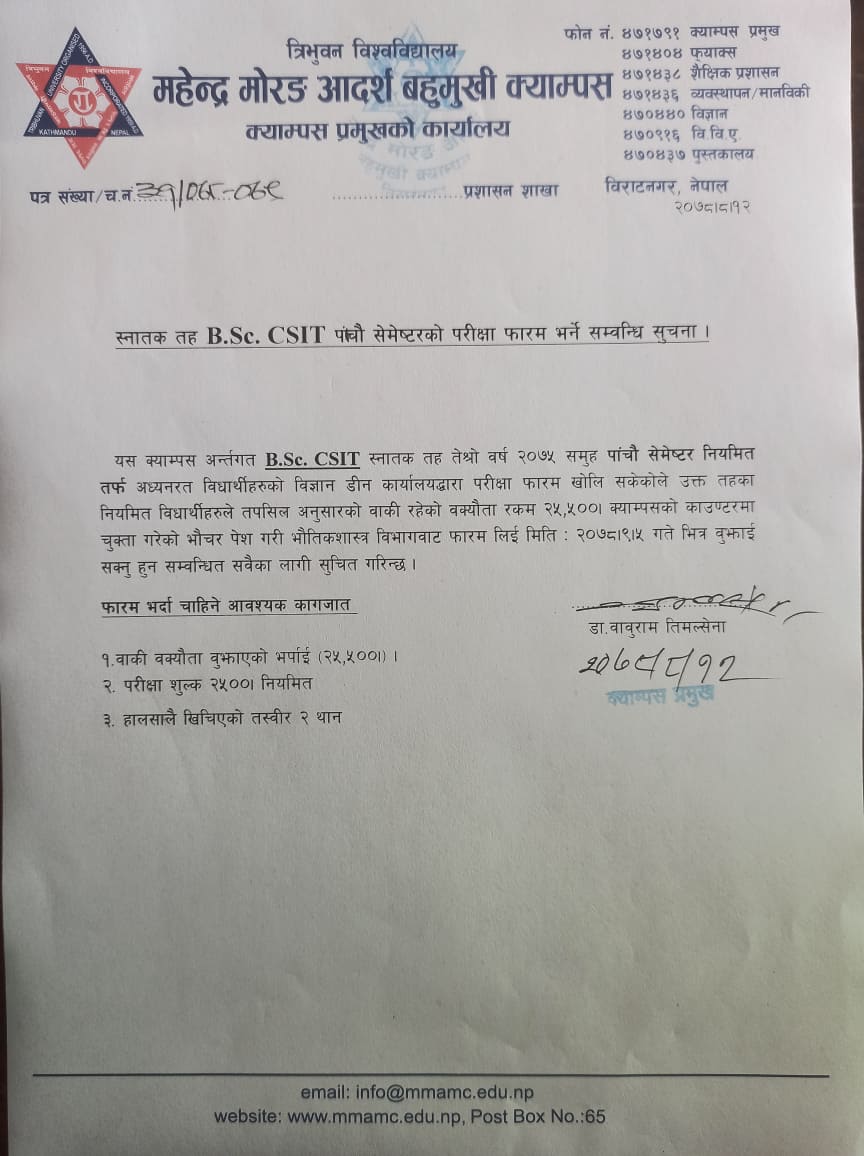 त्रिभुवन विश्वविद्यालय
महेन्द्र मोरङ आदर्श बहुमुखी क्याम्पस
क्याम्पस प्रमुखको कार्यालय
फोन नं. ४७१७९१ क्याम्पस प्रमुख
४७१४०४ फ्याक्स
४७१४३८ शैक्षिक प्रशासन
४७१४३६ व्यवस्थापन/मानविकी
४७०४४० विज्ञान
४७०९१६ वि.वि.ए.
४७०४३७ पुस्तकालय
KATHMANDU NEPAL
पत्र संख्या/च.नं. ...............प्रशासन शाखा
विराटनगर, नेपाल
२०७८।८।१२
स्नातक तह B.Sc. CSIT पांचौ सेमेष्टरको परीक्षा फारम भर्ने सम्वन्धि सुचना ।
यस क्याम्पस अर्न्तगत B.Sc. CSIT स्नातक तह तेश्रो वर्ष २०७५ समुह पांचौ सेमेष्टर नियमित
तर्फ अध्यनरत विधार्थीहरुको विज्ञान डीन कार्यालयद्धारा परीक्षा फारम खोलि सकेकोले उक्त तहका
नियमित विधार्थीहरुले तपसिल अनुसारको वाकी रहेको वक्यौता रकम २५,५००। क्याम्पसको काउण्टरमा
चुक्ता गरेको भौचर पेश गरी भौतिकशास्त्र विभागवाट फारम लिई मिति : २०७८।९।५ गते भित्र वुझाई
सक्नु हुन सम्वन्धित सवैका लागी सुचित गरिन्छ ।
फारम भर्दा चाहिने आवश्यक कागजात
१.वाकी वक्यौता वुझाएको भर्पाई (२५,५००।) ।
२. परीक्षा शुल्क २५००। नियमित
३. हालसालै खिचिएको तस्वीर २ थान
डा.वावुराम तिमल्सेना
२०७८।८।१२
क्याम्पस प्रमुख
email: info@mmamc.edu.np
website: www.mmamc.edu.np, Post Box No.:65